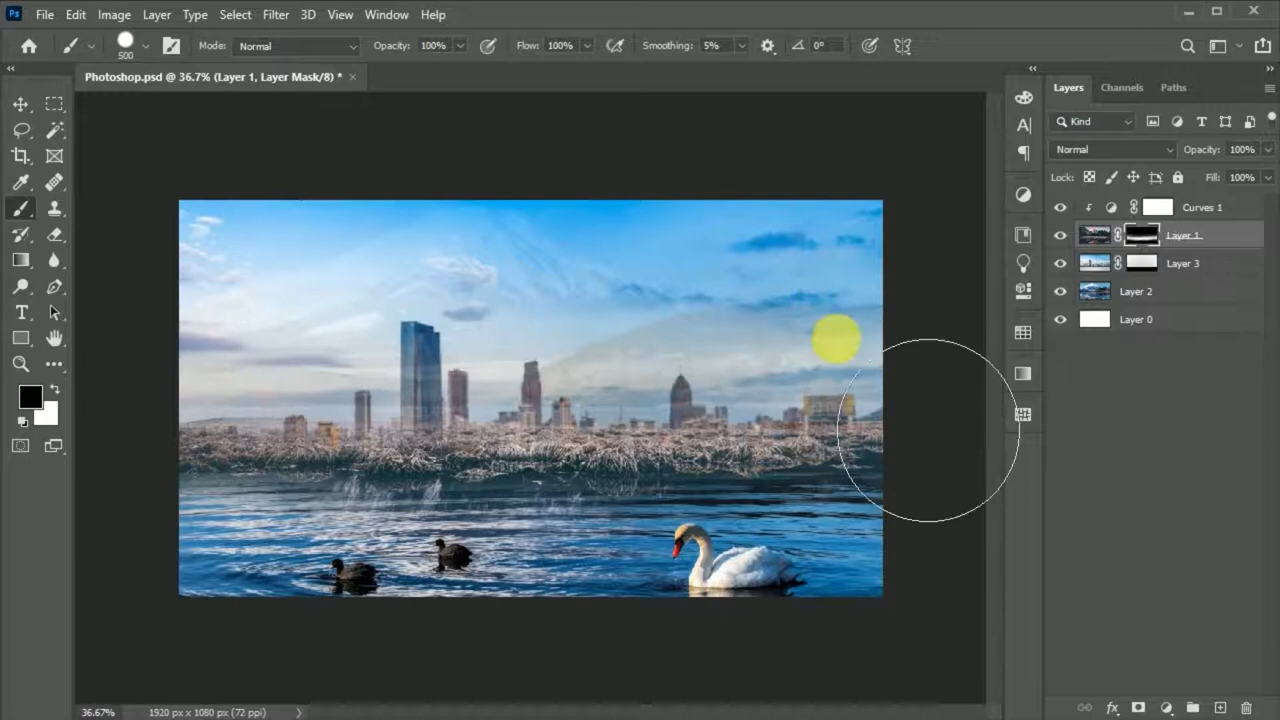 Ps File Edit Image Layer Type Select Filter 3D View Window Help
500 Mode: Normal Opacity: 100% Flow: 100% Smoothing: 5% 0°
Photoshop.psd @ 36.7% (Layer 1, Layer Mask/8) * ×
Layers Channels Paths
Kind
Normal Opacity: 100%
Lock: Fill: 100%
Curves 1
Layer 1
Layer 3
Layer 2
Layer 0
36.67% 1920 px x 1080 px (72 ppi)